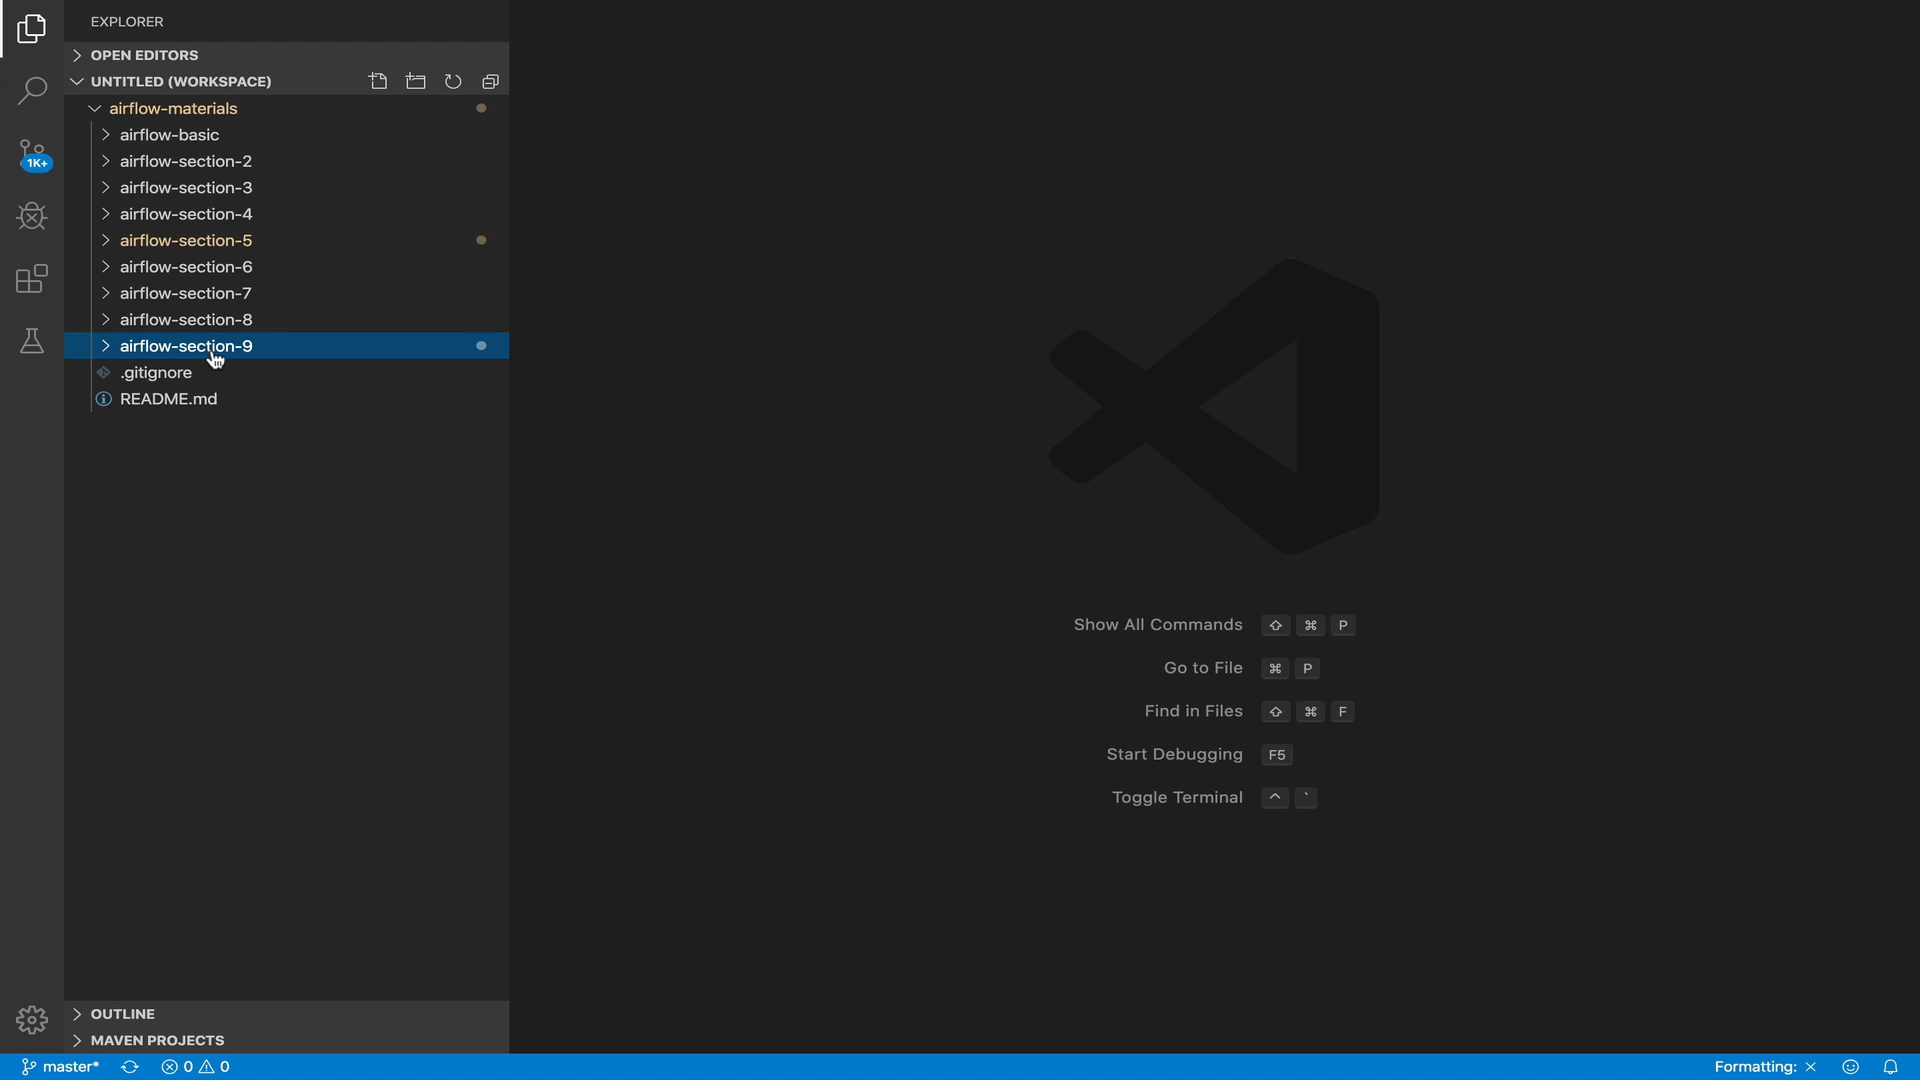 EXPLORER
OPEN EDITORS
UNTITLED (WORKSPACE)
airflow-materials
airflow-basic
airflow-section-2
airflow-section-3
airflow-section-4
airflow-section-5
airflow-section-6
airflow-section-7
airflow-section-8
airflow-section-9
.gitignore
README.md
1K+
Show All Commands ⇧ ⌘ P
Go to File ⌘ P
Find in Files ⇧ ⌘ F
Start Debugging F5
Toggle Terminal ^ `
OUTLINE
MAVEN PROJECTS
master* 0 0 Formatting: ×